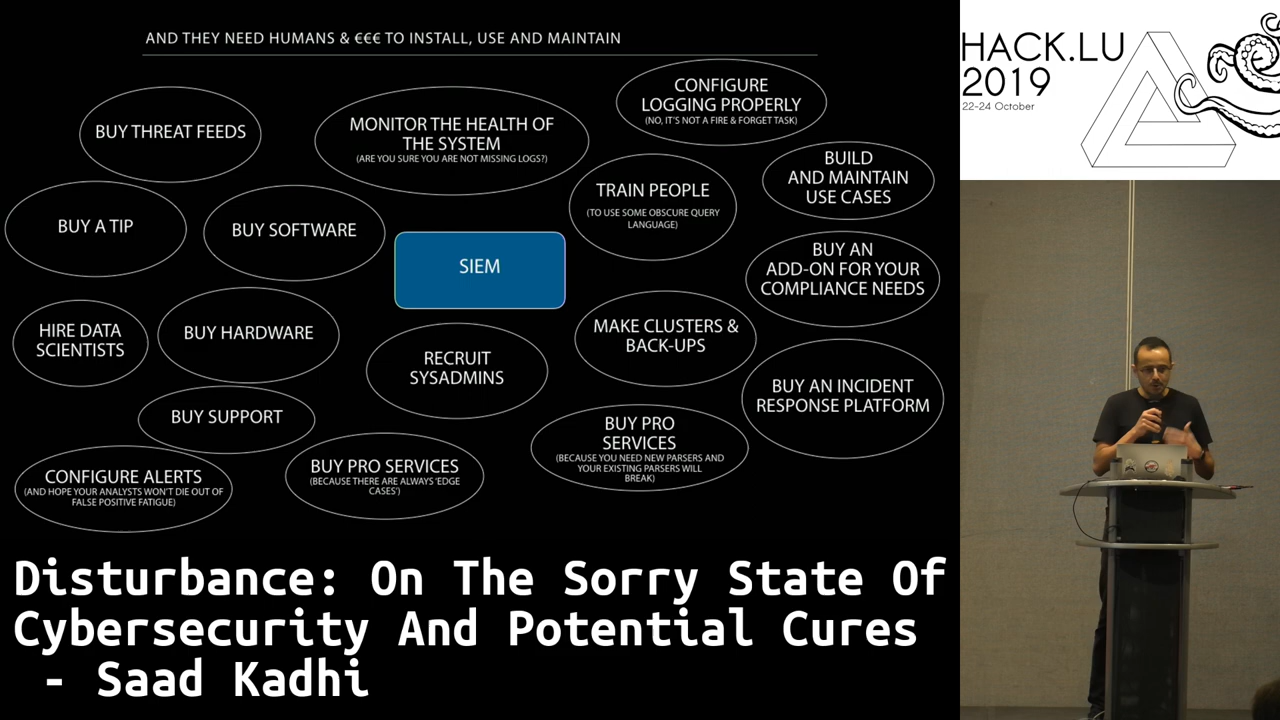 AND THEY NEED HUMANS & €€€ TO INSTALL, USE AND MAINTAIN
HACK.LU
2019
22-24 October
CONFIGURE
LOGGING PROPERLY
(NO, IT'S NOT A FIRE & FORGET TASK)
BUY THREAT FEEDS
MONITOR THE HEALTH OF
THE SYSTEM
(ARE YOU SURE YOU ARE NOT MISSING LOGS?)
BUILD
AND MAINTAIN
USE CASES
TRAIN PEOPLE
(TO USE SOME OBSCURE QUERY
LANGUAGE)
BUY A TIP
BUY SOFTWARE
SIEM
BUY AN
ADD-ON FOR YOUR
COMPLIANCE NEEDS
HIRE DATA
SCIENTISTS
BUY HARDWARE
RECRUIT
SYSADMINS
MAKE CLUSTERS &
BACK-UPS
BUY AN INCIDENT
RESPONSE PLATFORM
BUY SUPPORT
BUY PRO
SERVICES
(BECAUSE YOU NEED NEW PARSERS AND
YOUR EXISTING PARSERS WILL
BREAK)
CONFIGURE ALERTS
(AND HOPE YOUR ANALYSTS WON'T DIE OUT OF
FALSE POSITIVE FATIGUE)
BUY PRO SERVICES
(BECAUSE THERE ARE ALWAYS 'EDGE
CASES')
Disturbance: On The Sorry State Of
Cybersecurity And Potential Cures
- Saad Kadhi